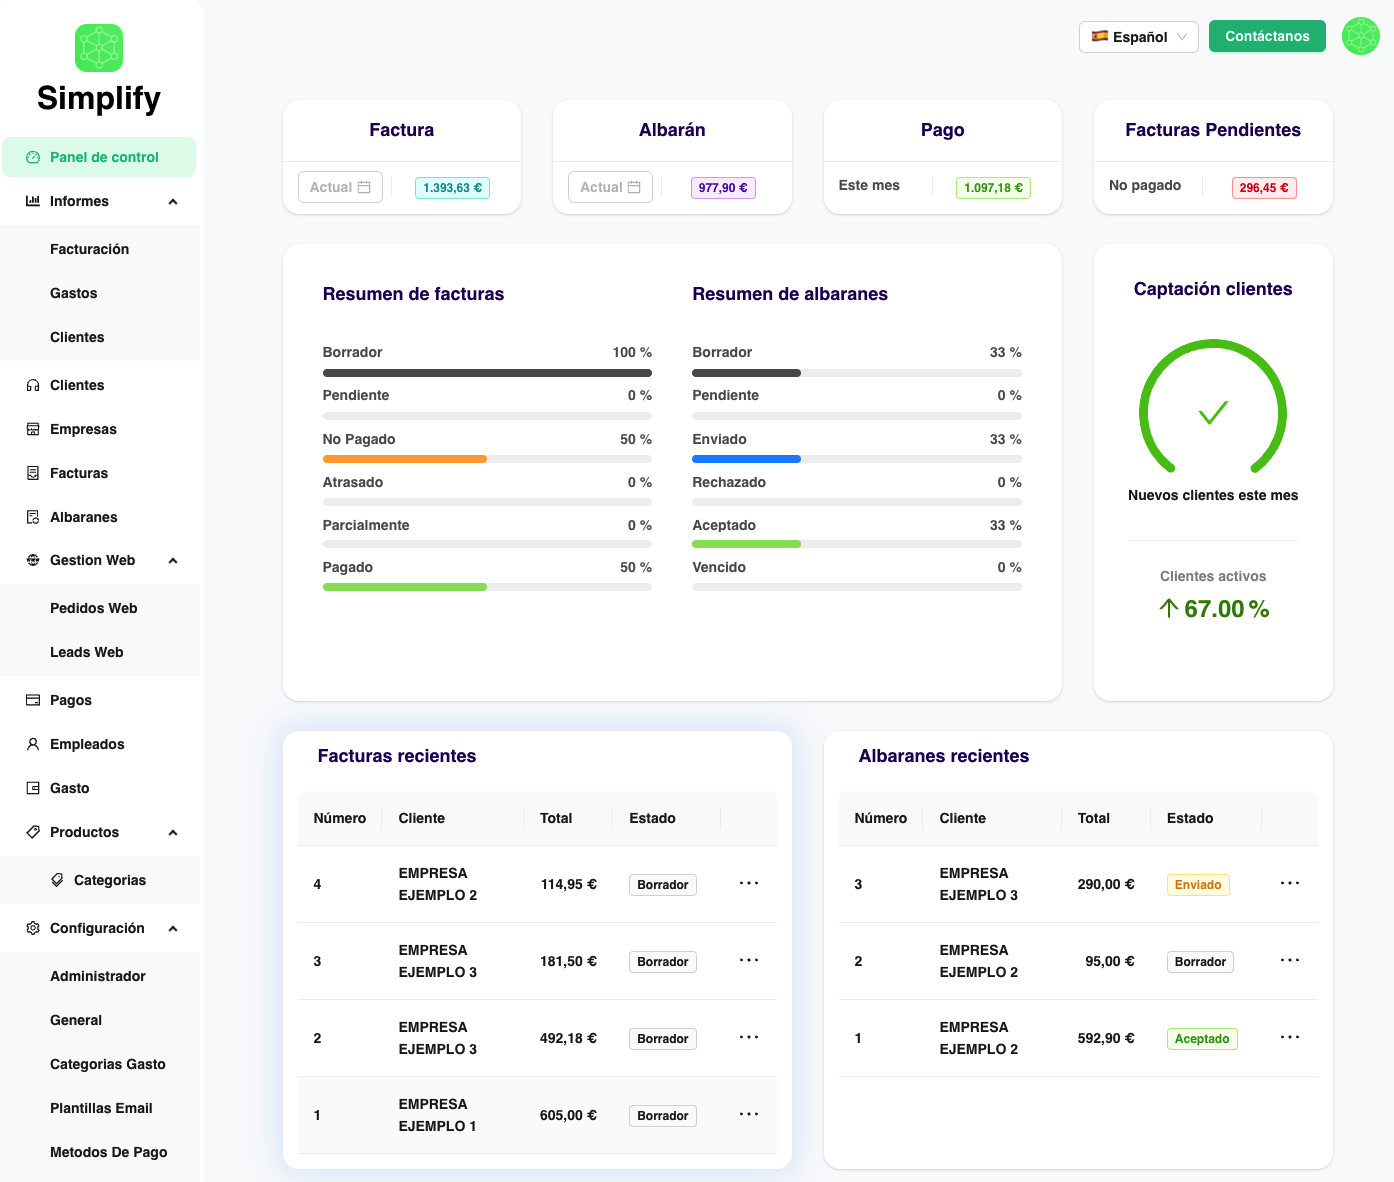 Simplify
Panel de control
Informes
Facturación
Gastos
Clientes
Clientes
Empresas
Facturas
Albaranes
Gestion Web
Pedidos Web
Leads Web
Pagos
Empleados
Gasto
Productos
Categorias
Configuración
Administrador
General
Categorias Gasto
Plantillas Email
Metodos De Pago
Español
Contáctanos
Factura
Actual
1.393,63 €
Albarán
Actual
977,90 €
Pago
Este mes
1.097,18 €
Facturas Pendientes
No pagado
296,45 €
Resumen de facturas
Borrador 100 %
Pendiente 0 %
No Pagado 50 %
Atrasado 0 %
Parcialmente 0 %
Pagado 50 %
Resumen de albaranes
Borrador 33 %
Pendiente 0 %
Enviado 33 %
Rechazado 0 %
Aceptado 33 %
Vencido 0 %
Captación clientes
Nuevos clientes este mes
Clientes activos
67.00 %
Facturas recientes
Número Cliente Total Estado
4 EMPRESA EJEMPLO 2 114,95 € Borrador
3 EMPRESA EJEMPLO 3 181,50 € Borrador
2 EMPRESA EJEMPLO 3 492,18 € Borrador
1 EMPRESA EJEMPLO 1 605,00 € Borrador
Albaranes recientes
Número Cliente Total Estado
3 EMPRESA EJEMPLO 3 290,00 € Enviado
2 EMPRESA EJEMPLO 2 95,00 € Borrador
1 EMPRESA EJEMPLO 2 592,90 € Aceptado